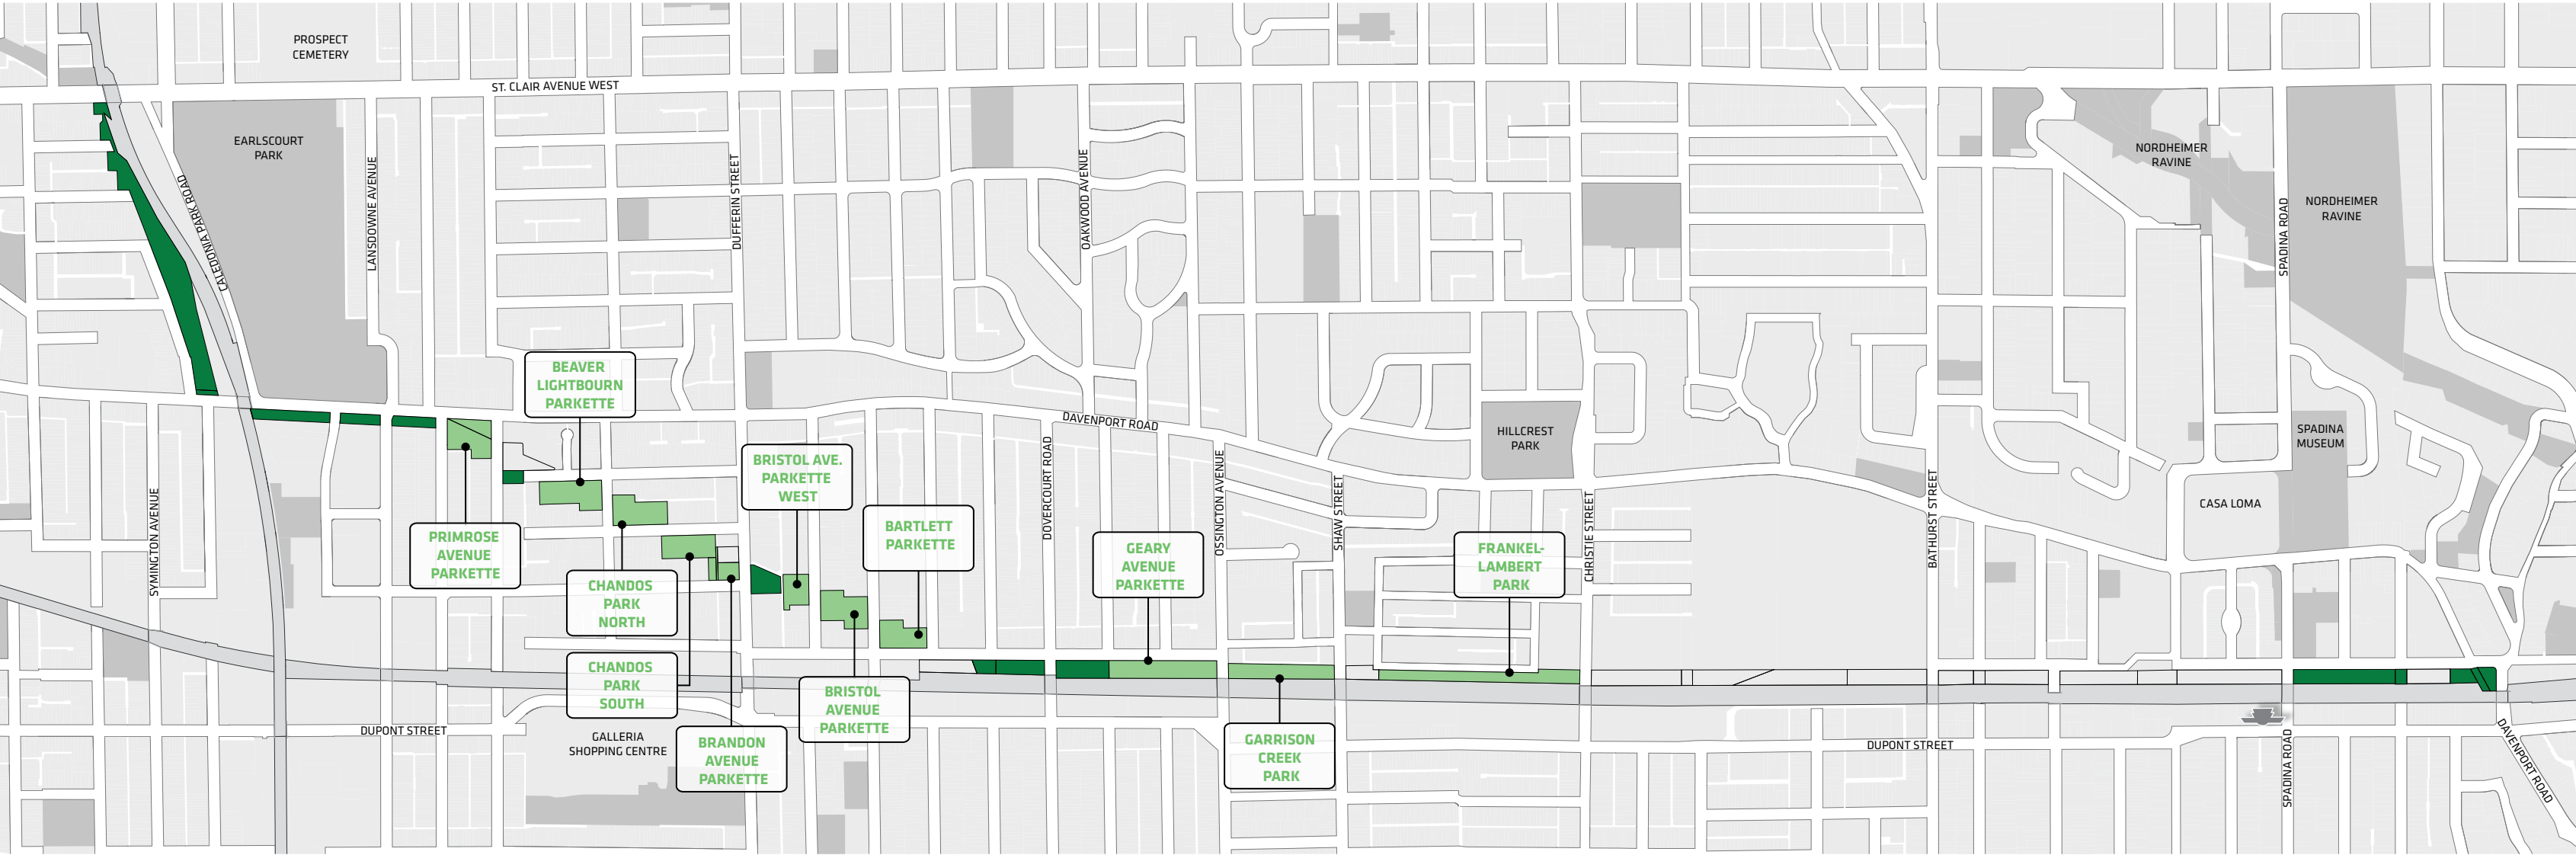 PROSPECT
CEMETERY
ST. CLAIR AVENUE WEST
EARLSCOURT
PARK
CALEDONIA PARK ROAD
LANSDOWNE AVENUE
DUFFERIN STREET
OAKWOOD AVENUE
NORDHEIMER
RAVINE
SPADINA ROAD
NORDHEIMER
RAVINE
BEAVER
LIGHTBOURN
PARKETTE
DAVENPORT ROAD
HILLCREST
PARK
SPADINA
MUSEUM
CASA LOMA
SYMINGTON AVENUE
PRIMROSE
AVENUE
PARKETTE
BRISTOL AVE.
PARKETTE
WEST
BARTLETT
PARKETTE
DOVERCOURT ROAD
GEARY
AVENUE
PARKETTE
OSSINGTON AVENUE
SHAW STREET
FRANKEL-
LAMBERT
PARK
CHRISTIE STREET
BATHURST STREET
CHANDOS
PARK
NORTH
CHANDOS
PARK
SOUTH
BRISTOL
AVENUE
PARKETTE
DUPONT STREET
GALLERIA
SHOPPING CENTRE
BRANDON
AVENUE
PARKETTE
GARRISON
CREEK
PARK
DUPONT STREET
SPADINA ROAD
DAVENPORT ROAD